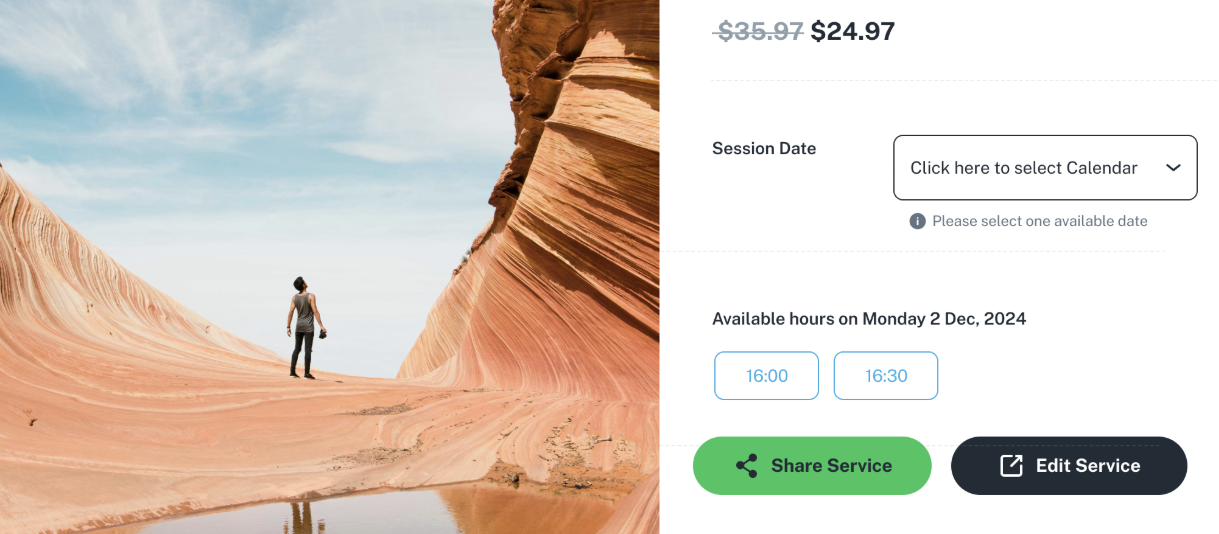 $35.97 $24.97
Session Date
Click here to select Calendar
Please select one available date
Available hours on Monday 2 Dec, 2024
16:00 16:30
Share Service Edit Service